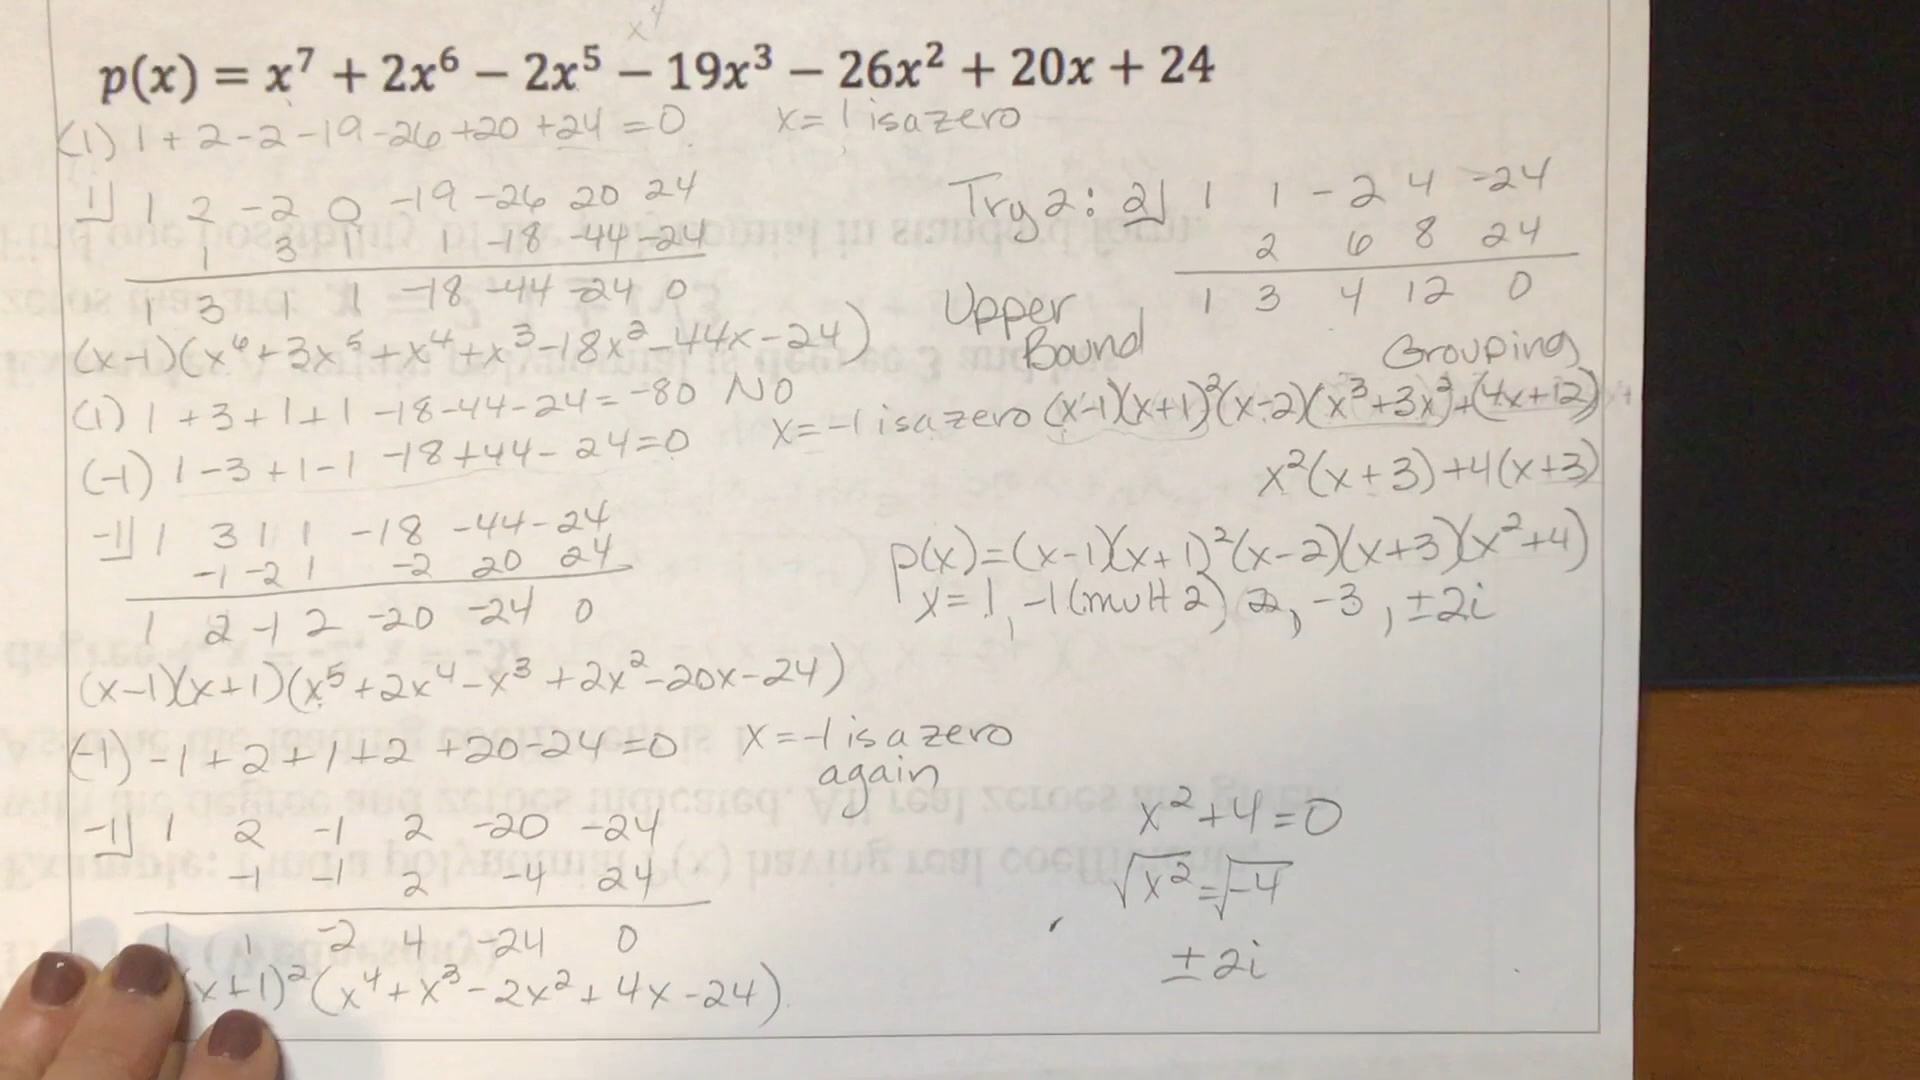 x⁴
p(x) = x⁷ + 2x⁶ − 2x⁵ − 19x³ − 26x² + 20x + 24
(1) 1 + 2 - 2 - 19 - 26 + 20 + 24 = 0 x = 1 is a zero
1| 1 2 -2 0 -19 -26 20 24
1 3 1 1 -18 -44 -24
1 3 1 1 -18 -44 -24 0
(x-1)(x⁶+3x⁵+x⁴+x³-18x²-44x-24)
(1) 1 + 3 + 1 + 1 - 18 - 44 - 24 = -80 NO
(-1) 1 - 3 + 1 - 1 - 18 + 44 - 24 = 0 x = -1 is a zero
-1| 1 3 1 1 -18 -44 -24
-1 -2 1 -2 20 24
1 2 -1 2 -20 -24 0
(x-1)(x+1)(x⁵+2x⁴-x³+2x²-20x-24)
(-1) -1 + 2 + 1 + 2 + 20 - 24 = 0 x = -1 is a zero
again
-1| 1 2 -1 2 -20 -24
-1 -1 2 -4 24
1 1 -2 4 -24 0
(x+1)²(x⁴+x³-2x²+4x-24)
Try 2: 2| 1 1 -2 4 -24
2 6 8 24
1 3 4 12 0
Upper
Bound
Grouping
(x-1)(x+1)²(x-2)(x³+3x²+(4x+12)
x²(x+3)+4(x+3)
p(x)=(x-1)(x+1)²(x-2)(x+3)(x²+4)
x = 1, -1(mult 2) 2, -3, ±2i
x²+4=0
√x² = √-4
±2i